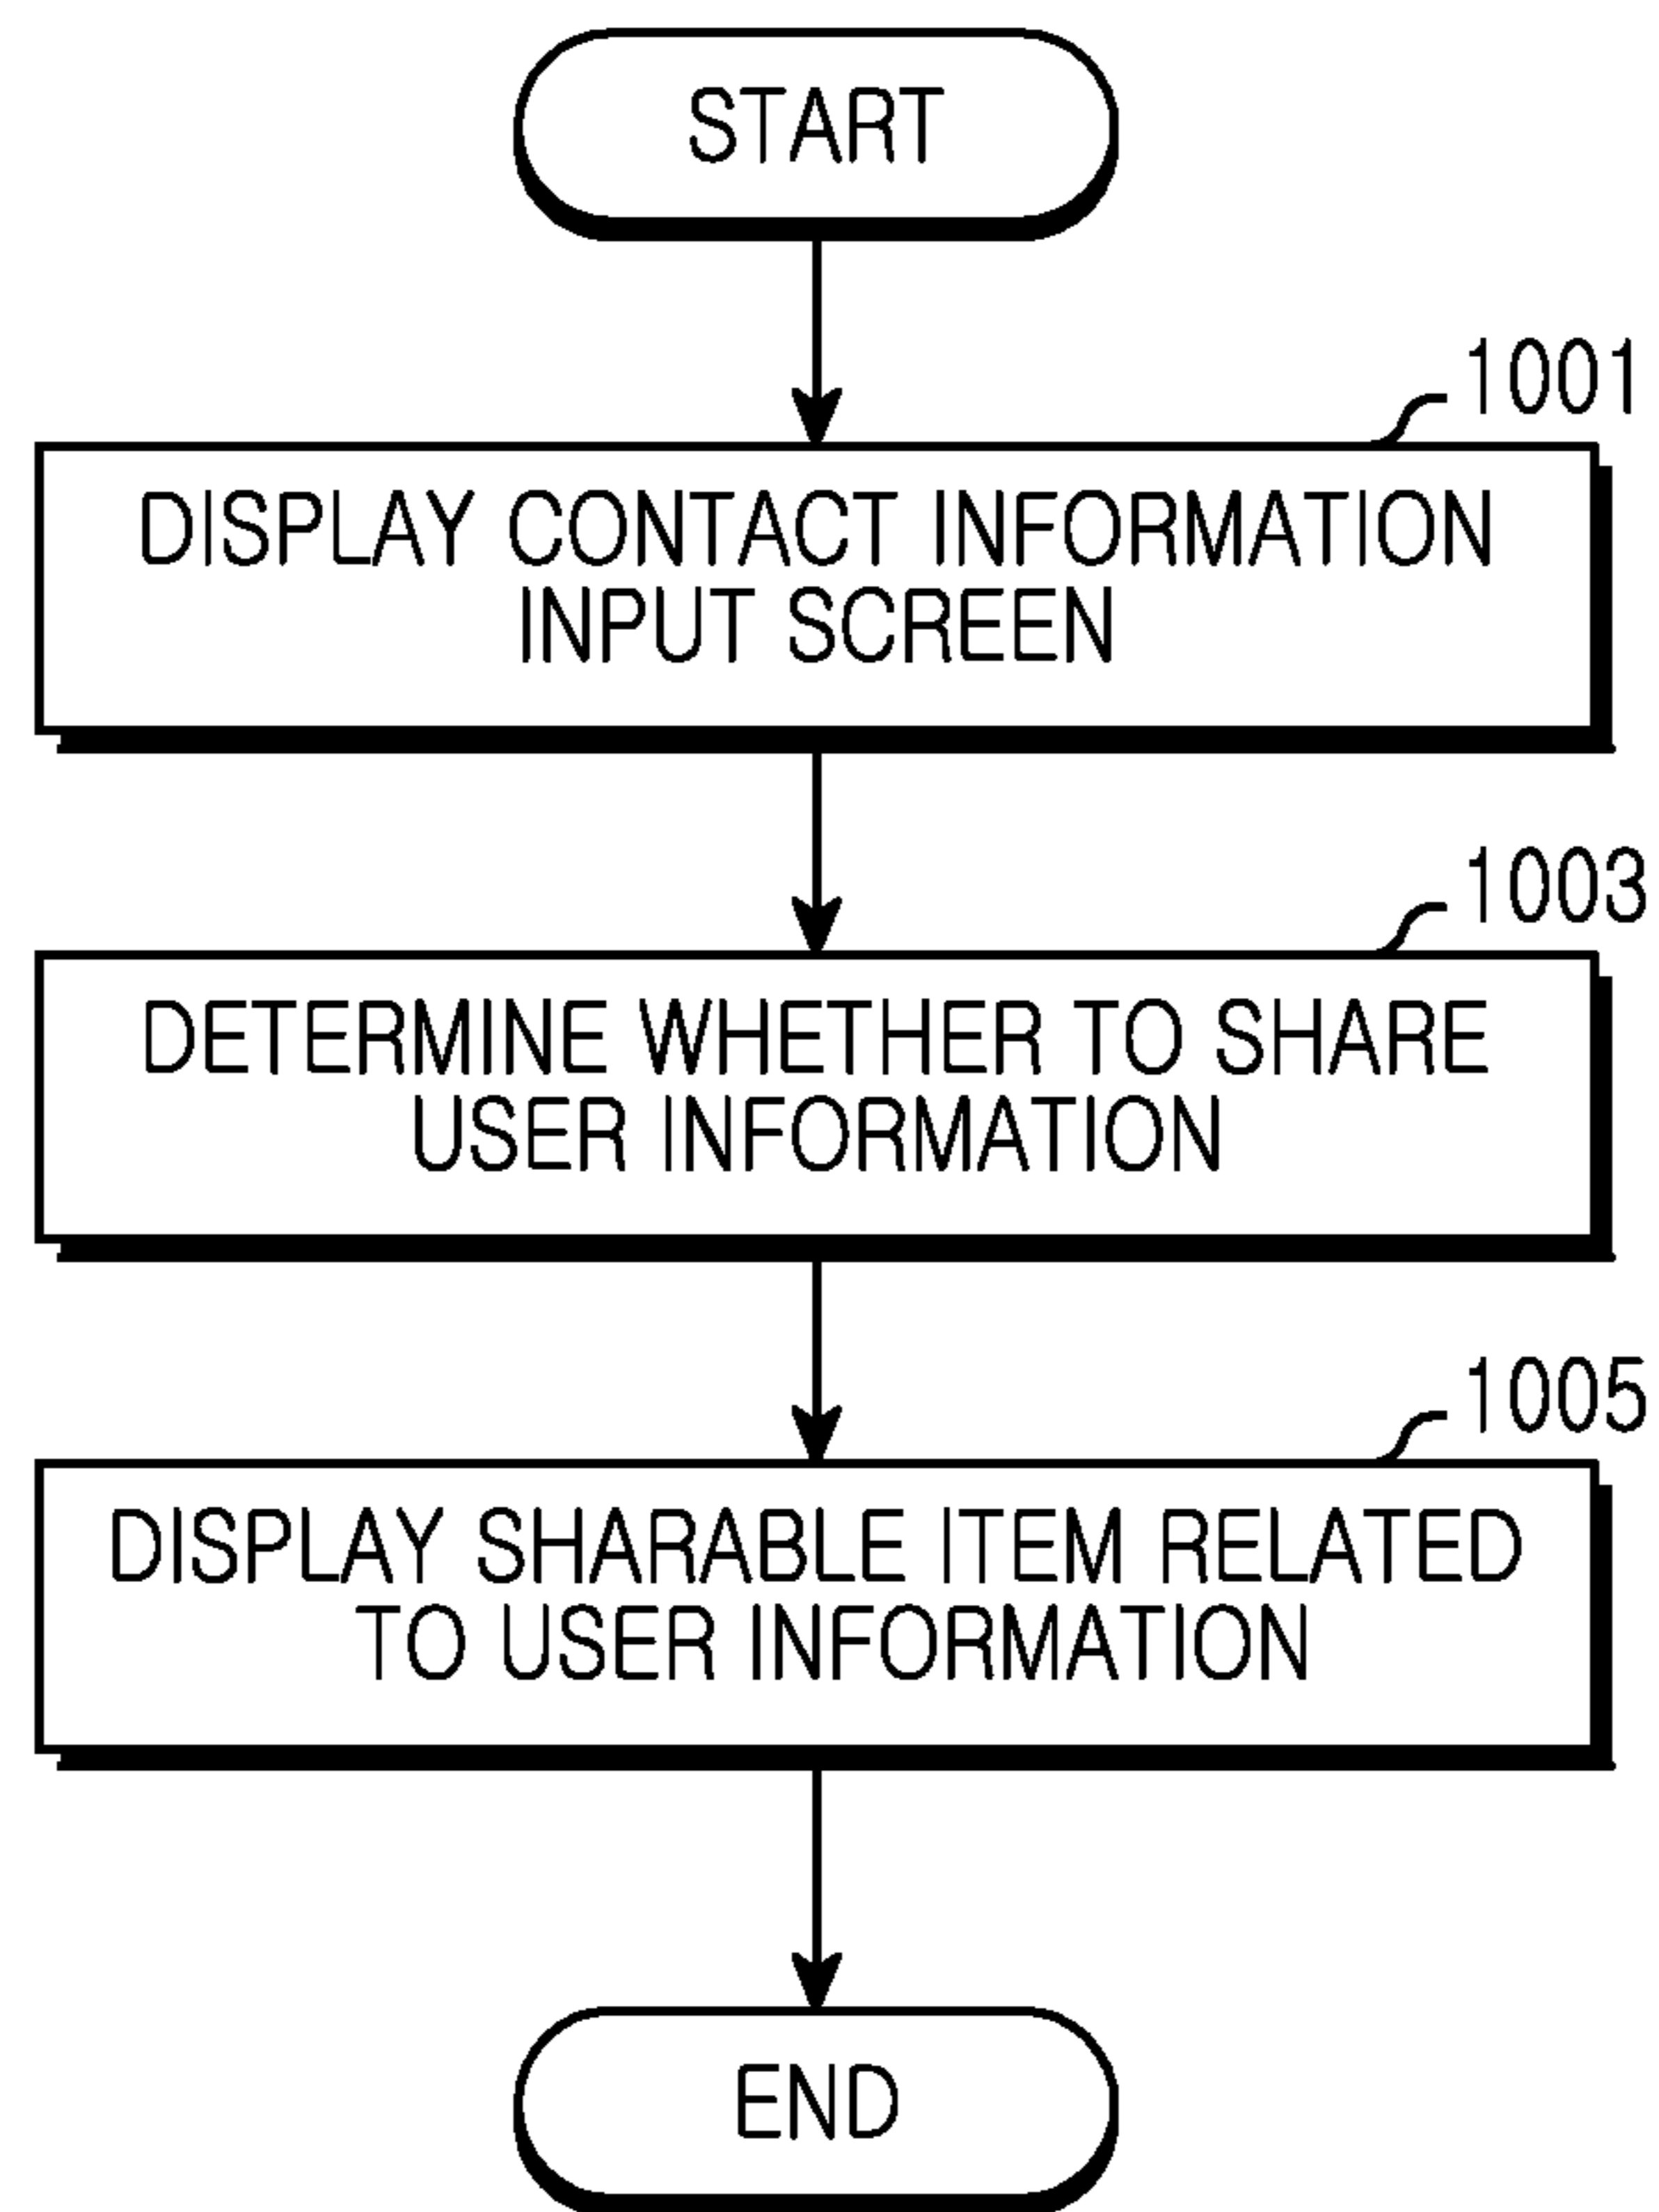 START
1001
DISPLAY CONTACT INFORMATION
INPUT SCREEN
1003
DETERMINE WHETHER TO SHARE
USER INFORMATION
1005
DISPLAY SHARABLE ITEM RELATED
TO USER INFORMATION
END